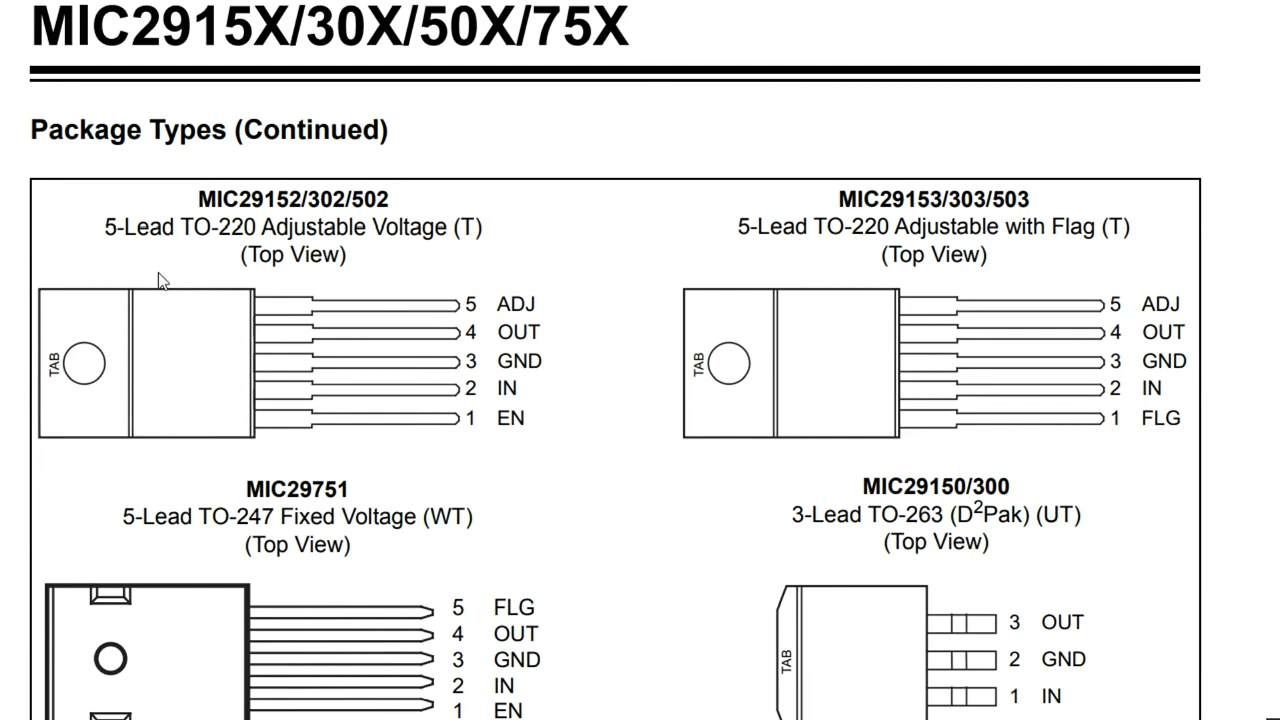 MIC2915X/30X/50X/75X
Package Types (Continued)
MIC29152/302/502
5-Lead TO-220 Adjustable Voltage (T)
(Top View)
TAB
5 ADJ
4 OUT
3 GND
2 IN
1 EN
MIC29153/303/503
5-Lead TO-220 Adjustable with Flag (T)
(Top View)
TAB
5 ADJ
4 OUT
3 GND
2 IN
1 FLG
MIC29751
5-Lead TO-247 Fixed Voltage (WT)
(Top View)
5 FLG
4 OUT
3 GND
2 IN
1 EN
MIC29150/300
3-Lead TO-263 (D²Pak) (UT)
(Top View)
TAB
3 OUT
2 GND
1 IN